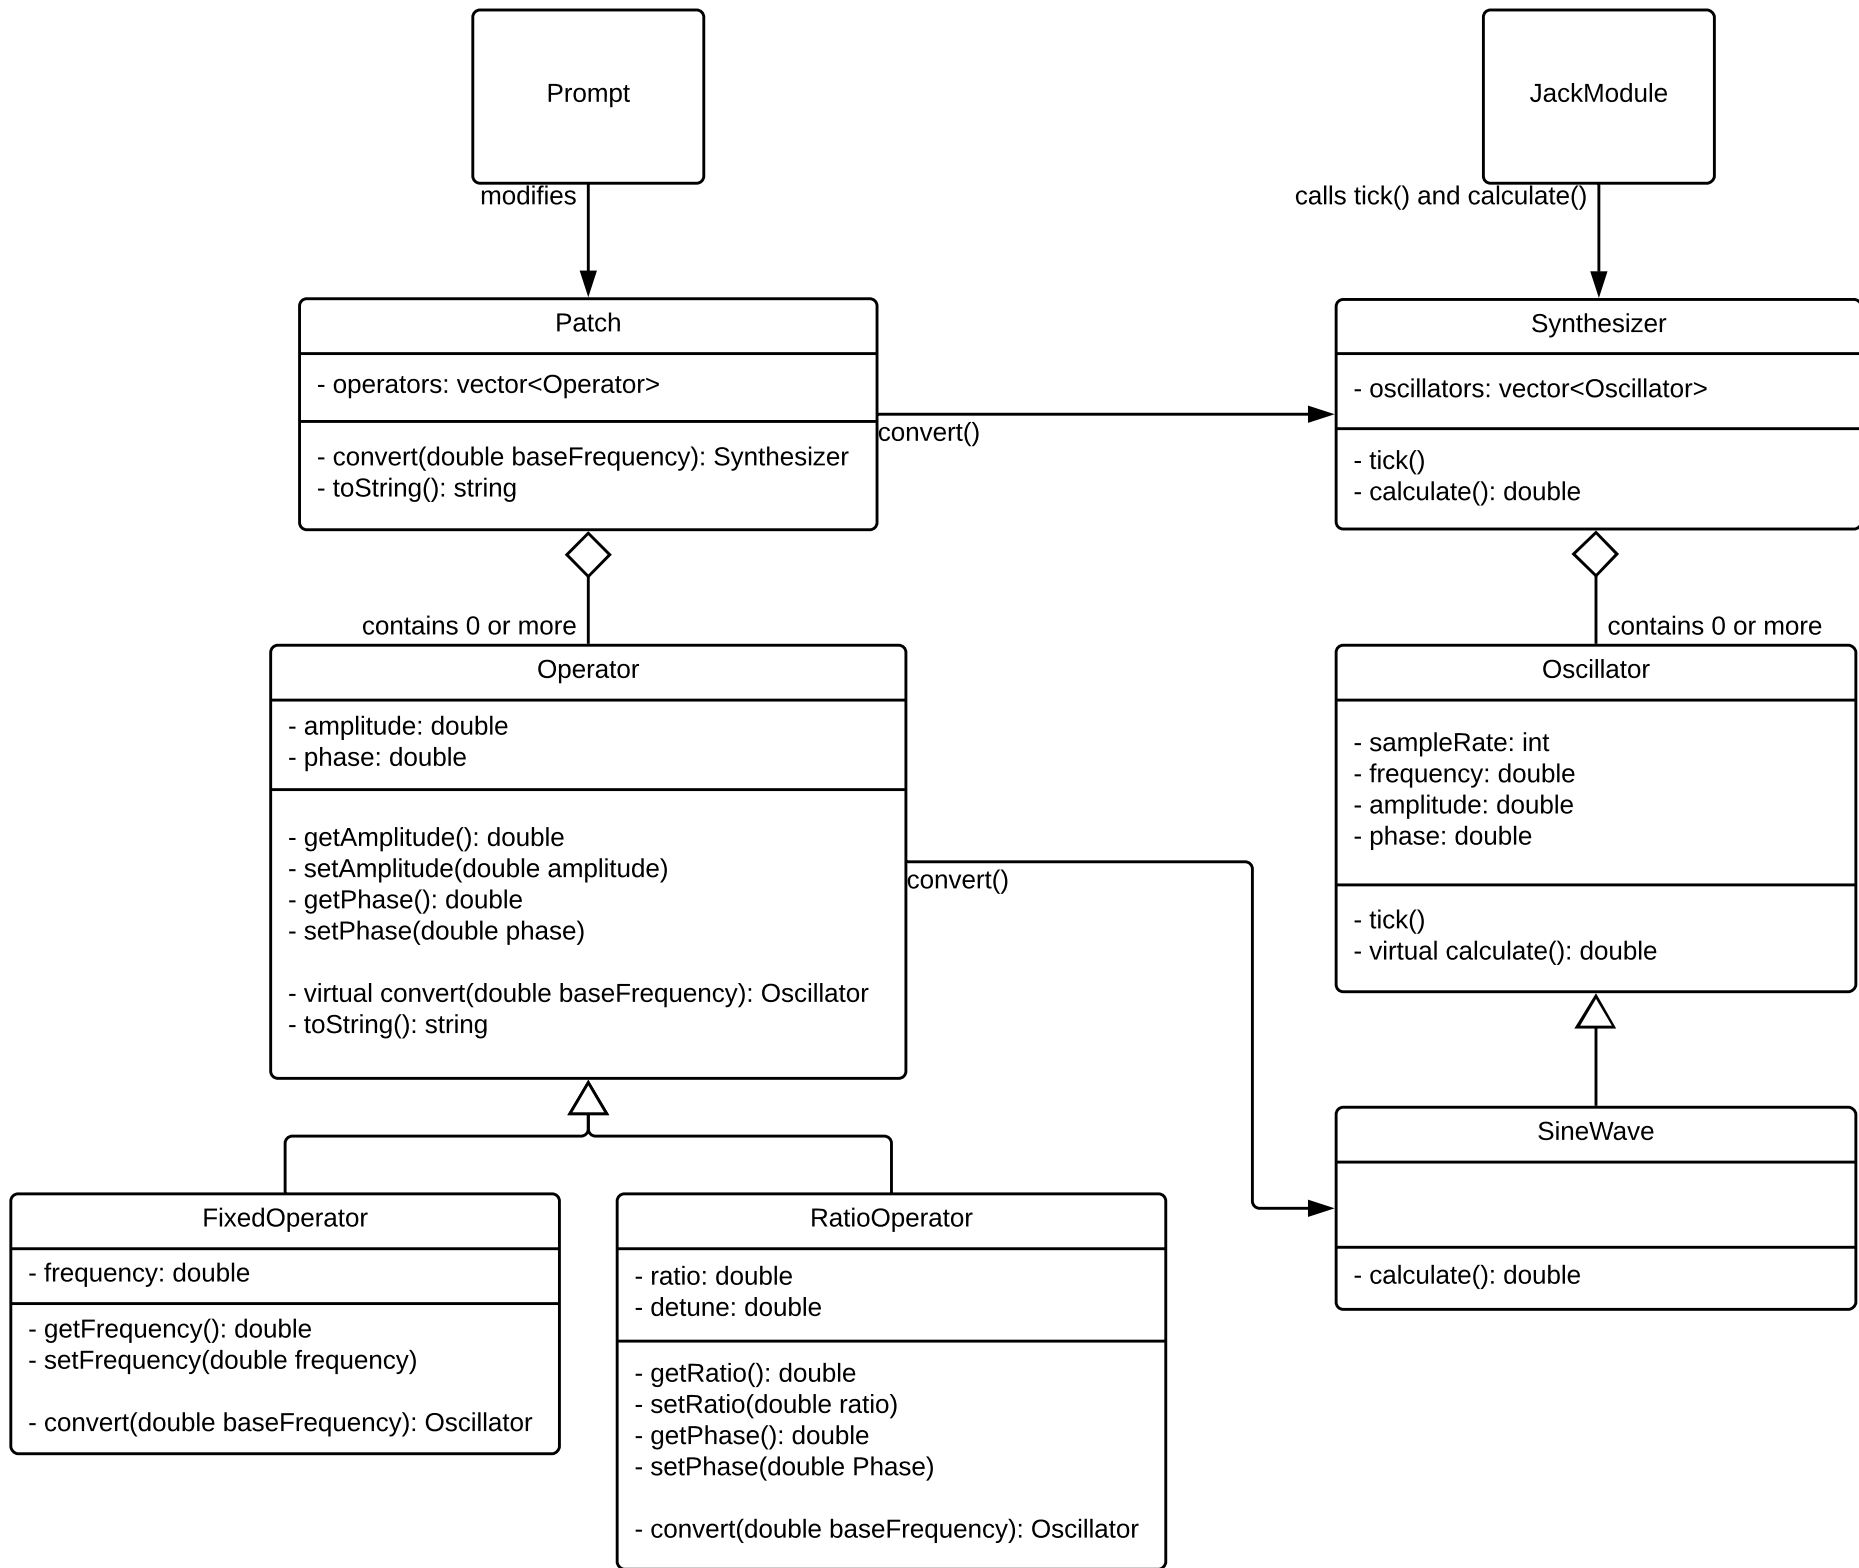 Prompt
modifies
JackModule
calls tick() and calculate()
Patch
- operators: vector<Operator>
- convert(double baseFrequency): Synthesizer
- toString(): string
convert()
Synthesizer
- oscillators: vector<Oscillator>
- tick()
- calculate(): double
contains 0 or more
contains 0 or more
Operator
- amplitude: double
- phase: double
- getAmplitude(): double
- setAmplitude(double amplitude)
- getPhase(): double
- setPhase(double phase)
- virtual convert(double baseFrequency): Oscillator
- toString(): string
convert()
Oscillator
- sampleRate: int
- frequency: double
- amplitude: double
- phase: double
- tick()
- virtual calculate(): double
FixedOperator
- frequency: double
- getFrequency(): double
- setFrequency(double frequency)
- convert(double baseFrequency): Oscillator
RatioOperator
- ratio: double
- detune: double
- getRatio(): double
- setRatio(double ratio)
- getPhase(): double
- setPhase(double Phase)
- convert(double baseFrequency): Oscillator
SineWave
- calculate(): double